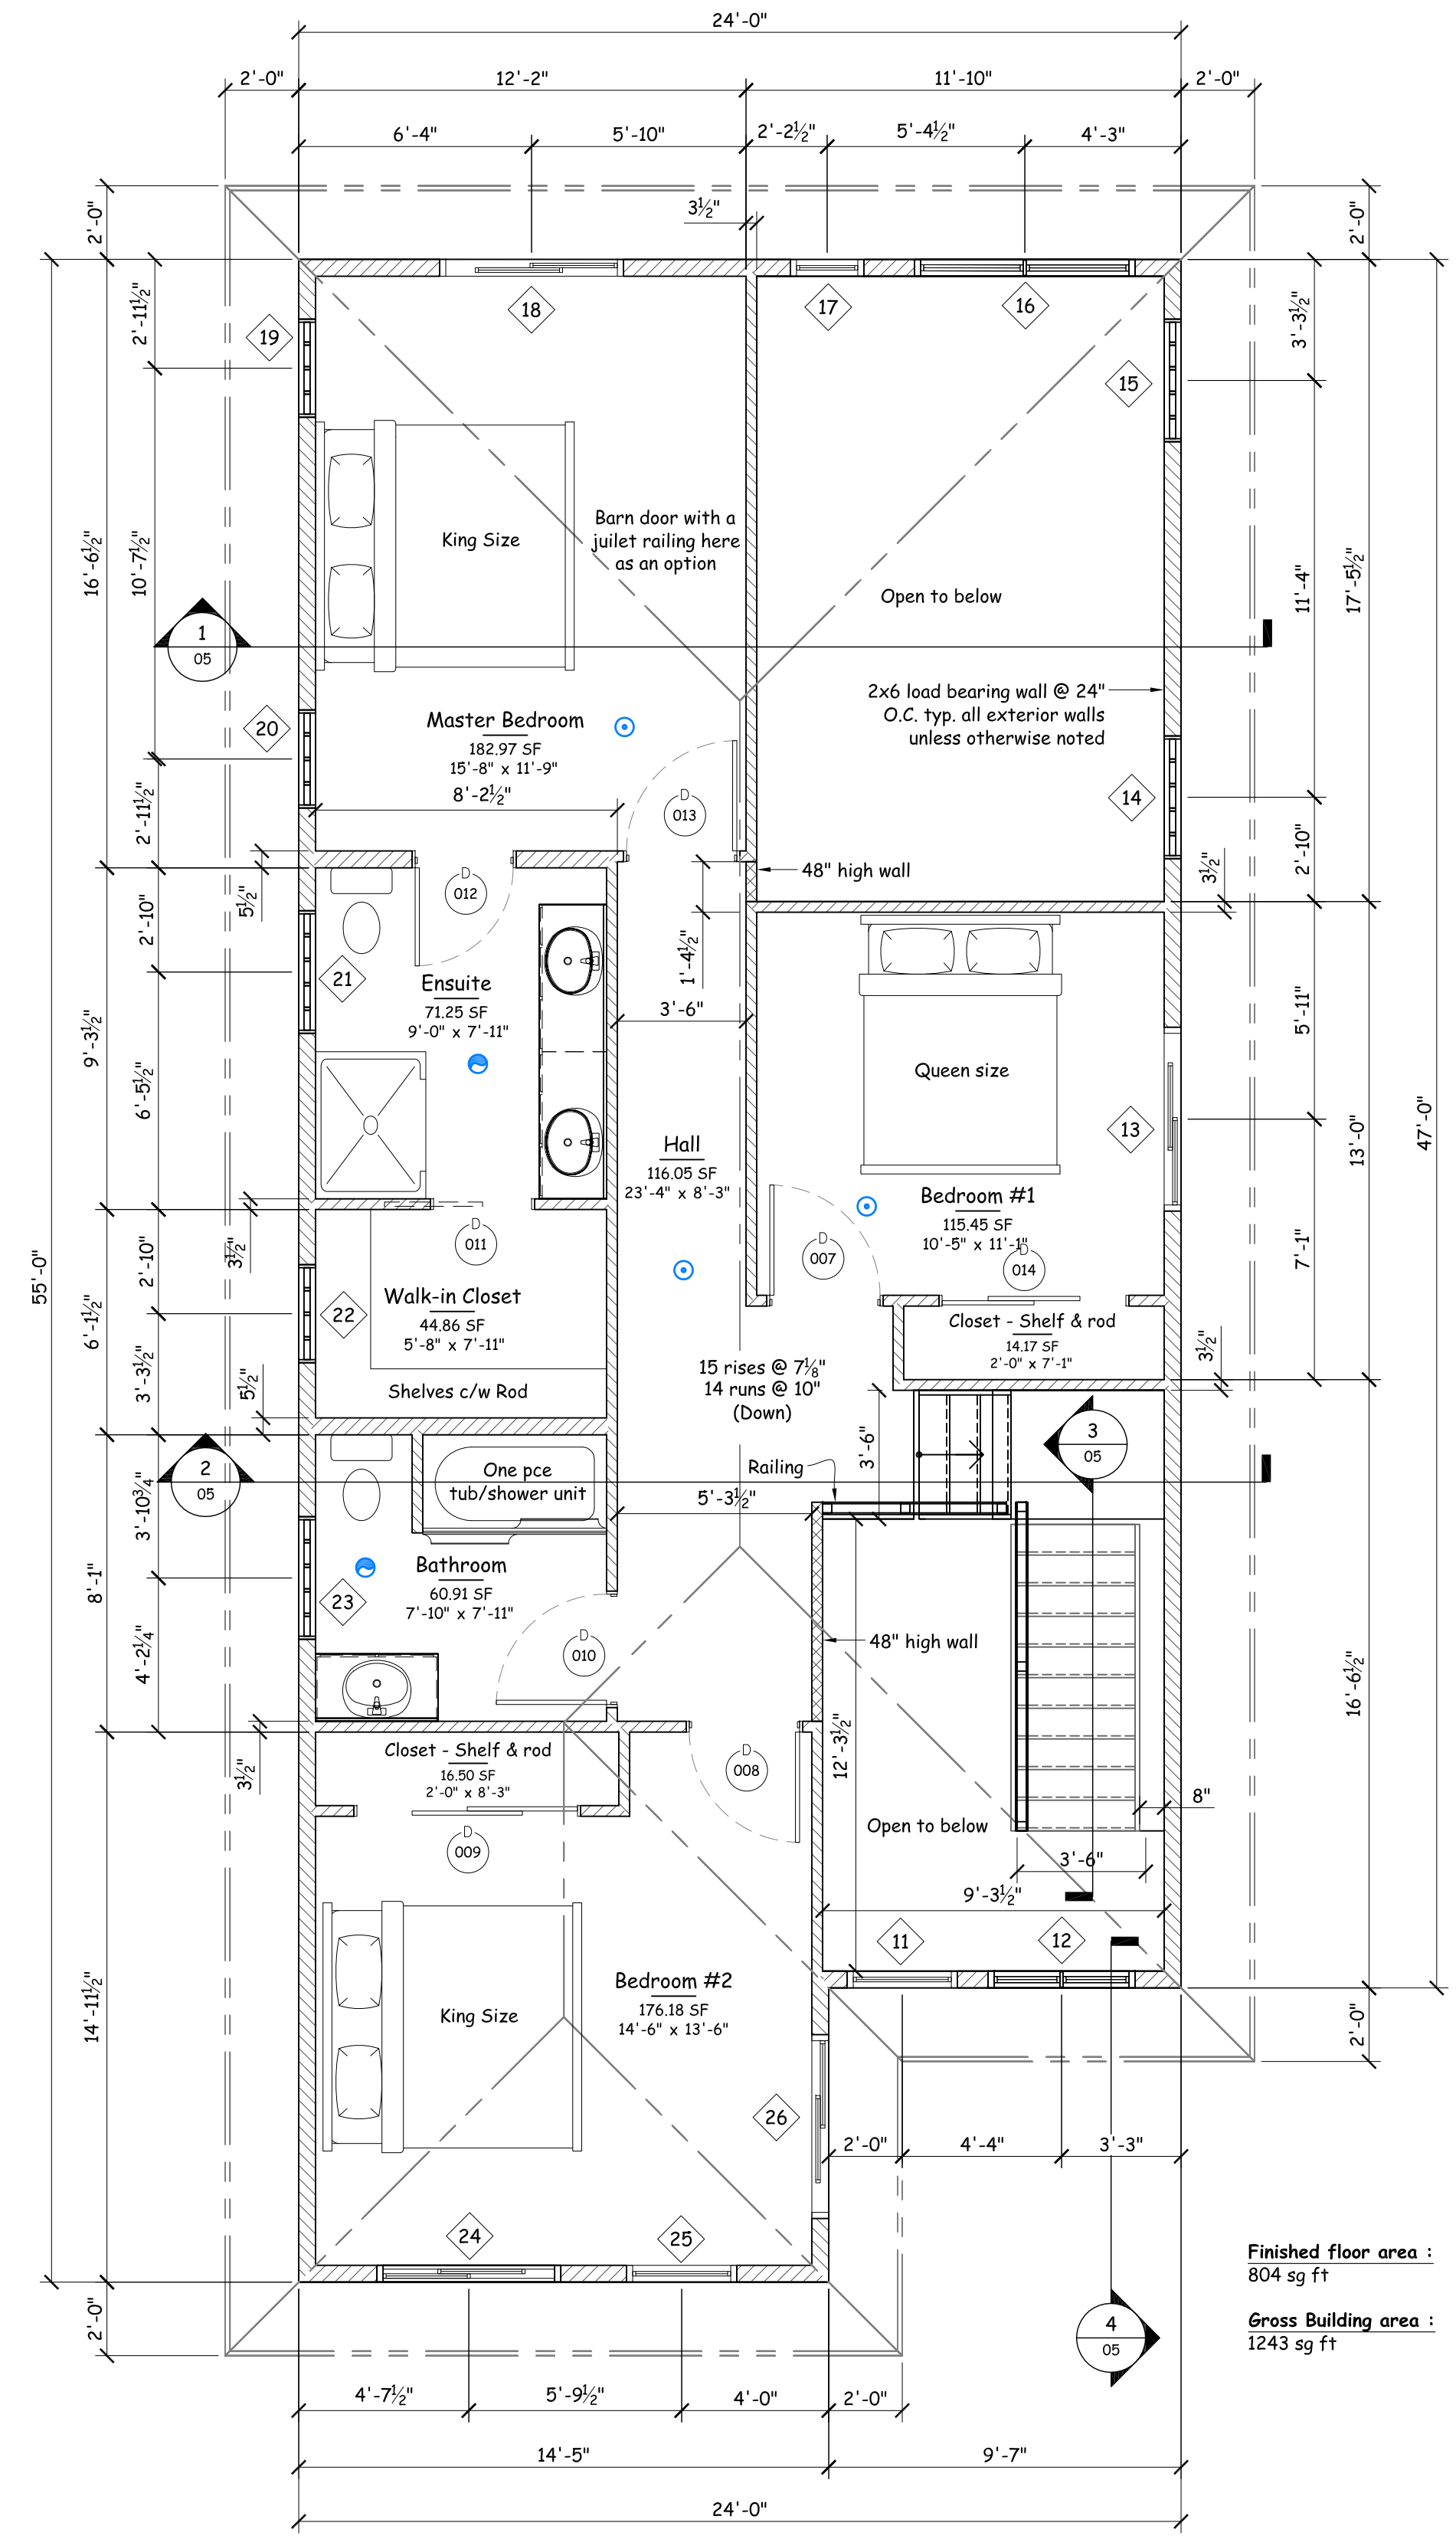 24'-0"
2'-0"
12'-2"
11'-10"
2'-0"
6'-4"
5'-10"
2'-2½"
5'-4½"
4'-3"
2'-0"
3½"
2'-0"
18
17
16
19
15
2'-11½"
3'-3½"
King Size
Barn door with a
juilet railing here
as an option
Open to below
16'-6½"
10'-7½"
11'-4"
17'-5½"
1
05
2x6 load bearing wall @ 24"
O.C. typ. all exterior walls
unless otherwise noted
Master Bedroom
182.97 SF
15'-8" x 11'-9"
8'-2½"
20
14
D
013
2'-11½"
48" high wall
3½"
2'-10"
D
012
5½"
2'-10"
1'-4½"
21
Ensuite
71.25 SF
9'-0" x 7'-11"
3'-6"
5'-11"
9'-3½"
6'-5½"
Queen size
13
47'-0"
13'-0"
Hall
116.05 SF
23'-4" x 8'-3"
Bedroom #1
115.45 SF
10'-5" x 11'-1"
D
011
D
007
D
014
3½"
2'-10"
7'-1"
55'-0"
6'-1½"
22
Walk-in Closet
44.86 SF
5'-8" x 7'-11"
Closet - Shelf & rod
14.17 SF
2'-0" x 7'-1"
3½"
3'-3½"
5½"
Shelves c/w Rod
15 rises @ 7⅛"
14 runs @ 10"
(Down)
3'-6"
3
05
2
05
Railing
One pce
tub/shower unit
5'-3½"
3'-10¾"
8'-1"
Bathroom
60.91 SF
7'-10" x 7'-11"
23
D
010
48" high wall
4'-2¼"
16'-6½"
3½"
Closet - Shelf & rod
16.50 SF
2'-0" x 8'-3"
D
008
12'-3½"
8"
D
009
Open to below
3'-6"
9'-3½"
11
12
14'-11½"
King Size
Bedroom #2
176.18 SF
14'-6" x 13'-6"
2'-0"
26
2'-0"
4'-4"
3'-3"
24
25
Finished floor area :
804 sg ft
Gross Building area :
1243 sg ft
2'-0"
4
05
4'-7½"
5'-9½"
4'-0"
2'-0"
14'-5"
9'-7"
24'-0"